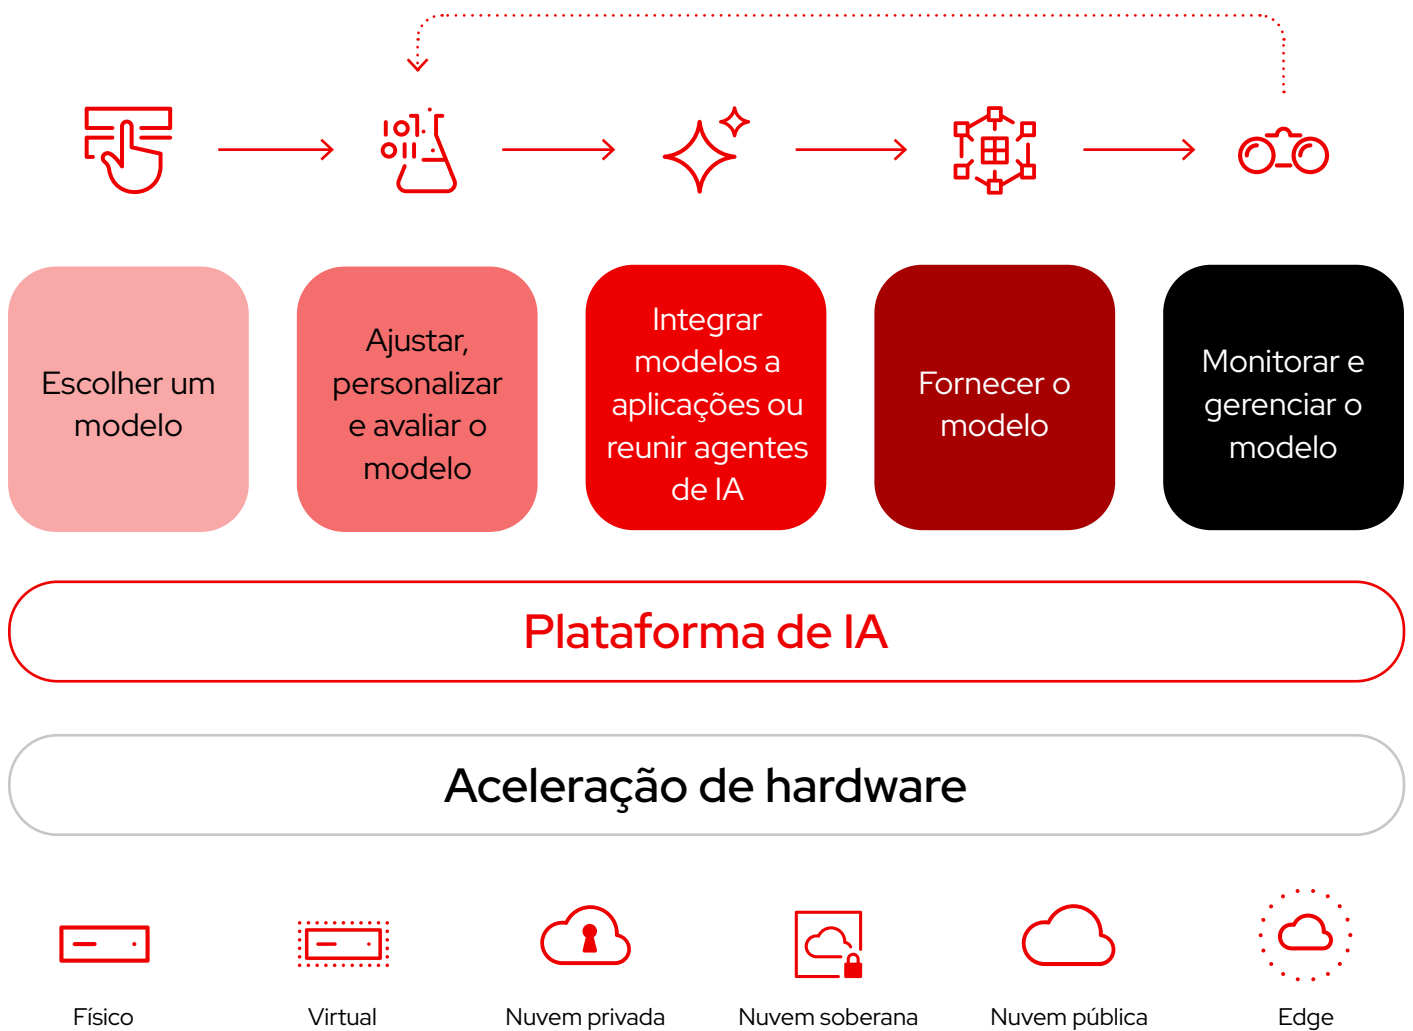 Escolher um
modelo
Ajustar,
personalizar
e avaliar o
modelo
Integrar
modelos a
aplicações ou
reunir agentes
de IA
Fornecer o
modelo
Monitorar e
gerenciar o
modelo
Plataforma de IA
Aceleração de hardware
Físico
Virtual
Nuvem privada
Nuvem soberana
Nuvem pública
Edge